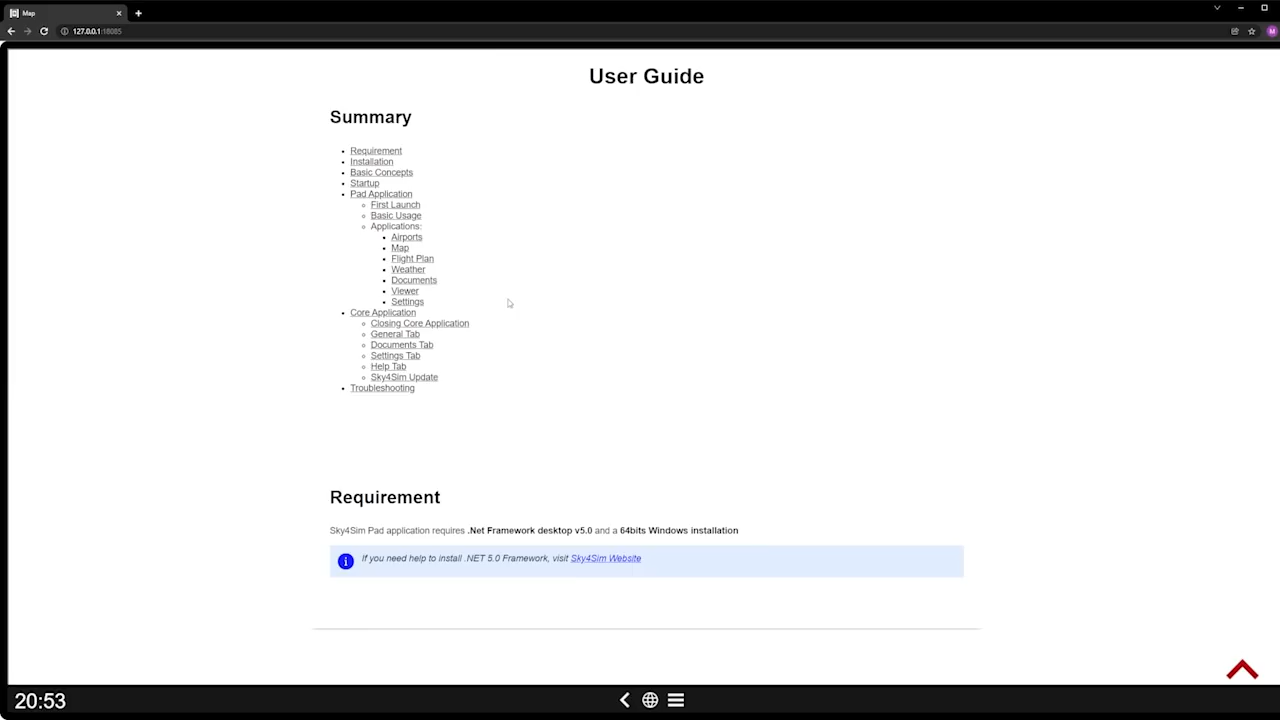 Map
127.0.0.1:18085
M
User Guide
Summary
Requirement
Installation
Basic Concepts
Startup
Pad Application
First Launch
Basic Usage
Applications:
Airports
Map
Flight Plan
Weather
Documents
Viewer
Settings
Core Application
Closing Core Application
General Tab
Documents Tab
Settings Tab
Help Tab
Sky4Sim Update
Troubleshooting
Requirement
Sky4Sim Pad application requires .Net Framework desktop v5.0 and a 64bits Windows installation
If you need help to install .NET 5.0 Framework, visit Sky4Sim Website
20:53